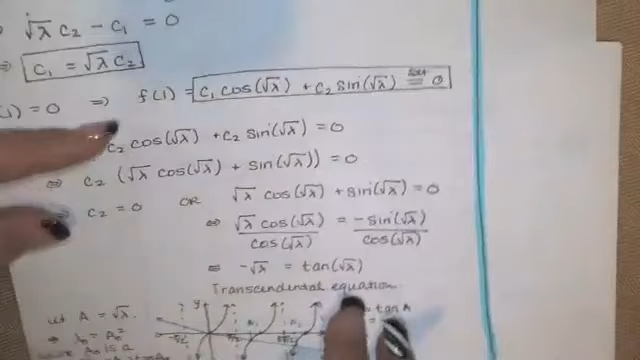 √λ c₂ - c₁ = 0
⇒ c₁ = √λ c₂
(1) = 0 ⇒ f(1) = c₁ cos(√λ) + c₂ sin(√λ) = 0
c₂ cos(√λ) + c₂ sin(√λ) = 0
⇔ c₂ (√λ cos(√λ) + sin(√λ)) = 0
c₂ = 0 OR √λ cos(√λ) + sin(√λ) = 0
⇔ √λ cos(√λ) / cos(√λ) = -sin(√λ) / cos(√λ)
= -√λ = tan(√λ)
Transcendental equation
Let A = √λ. y = tan A
⇒ λₙ = Aₙ²
is a